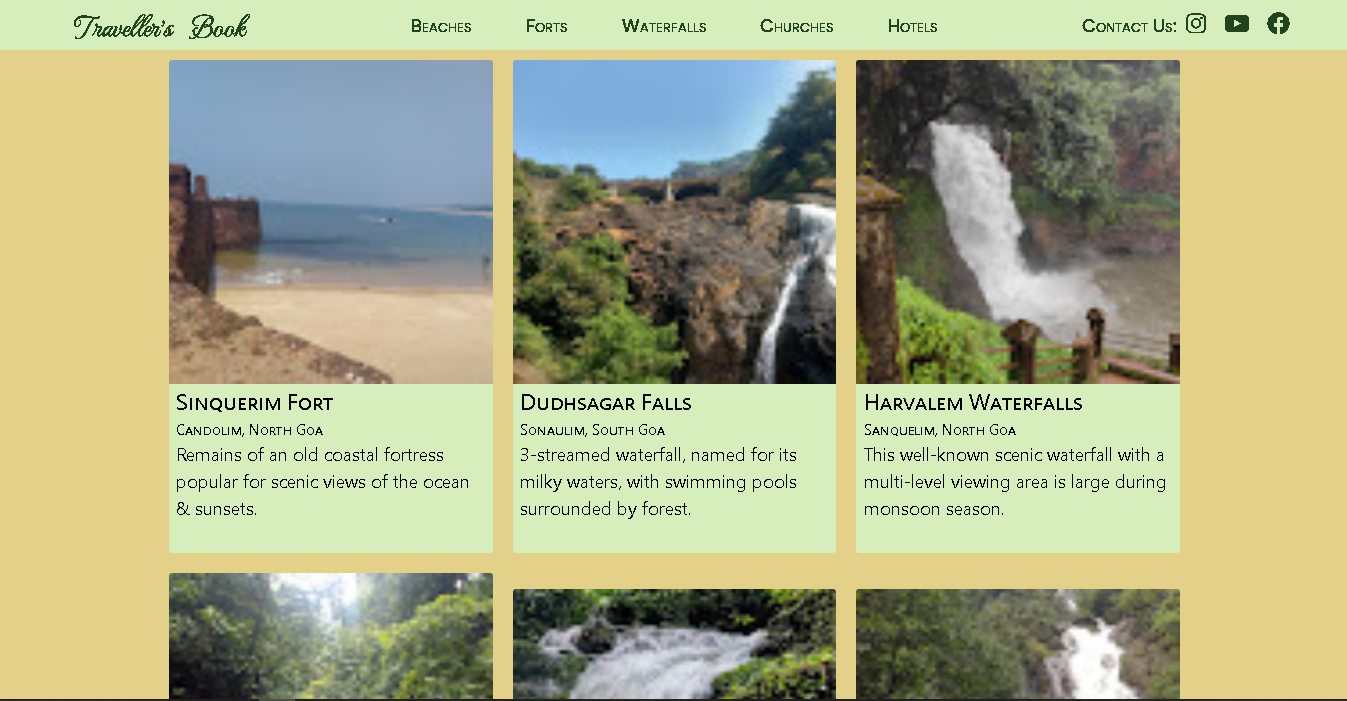 Traveller's Book
Beaches Forts Waterfalls Churches Hotels
Contact Us:
Sinquerim Fort
Candolim, North Goa
Remains of an old coastal fortress
popular for scenic views of the ocean
& sunsets.
Dudhsagar Falls
Sonaulim, South Goa
3-streamed waterfall, named for its
milky waters, with swimming pools
surrounded by forest.
Harvalem Waterfalls
Sanquelim, North Goa
This well-known scenic waterfall with a
multi-level viewing area is large during
monsoon season.